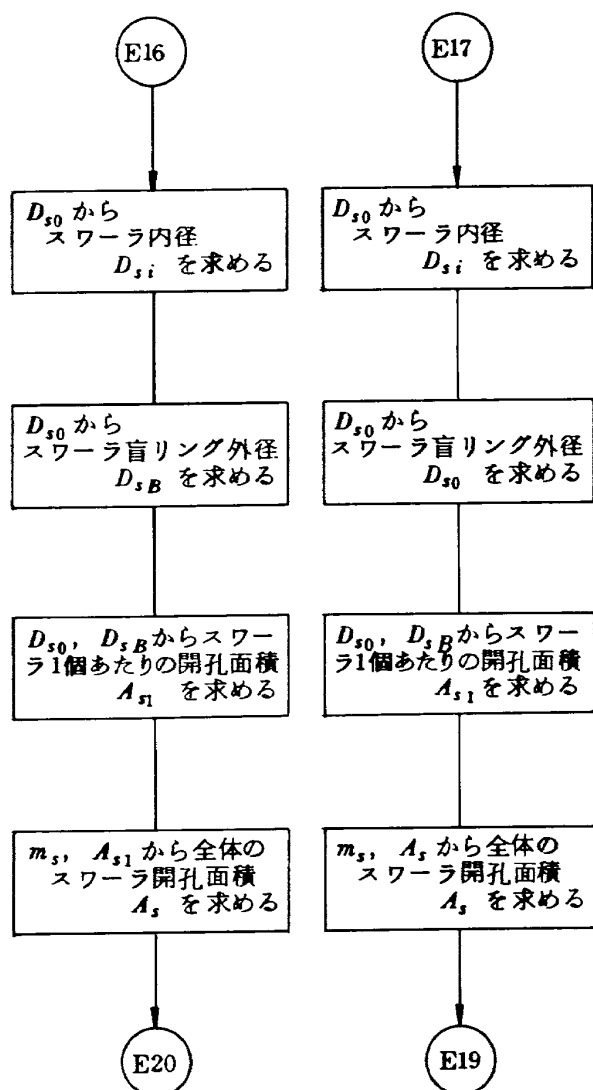 E16
D_{s0} から
スワーラ内径
D_{si} を求める
D_{s0} から
スワーラ盲リング外径
D_{sB} を求める
D_{s0}, D_{sB}からスワー
ラ1個あたりの開孔面積
A_{s1} を求める
m_s, A_{s1} から全体の
スワーラ開孔面積
A_s を求める
E20
E17
D_{s0} から
スワーラ内径
D_{si} を求める
D_{s0} から
スワーラ盲リング外径
D_{s0} を求める
D_{s0}, D_{sB}からスワー
ラ1個あたりの開孔面積
A_{s1} を求める
m_s, A_s から全体の
スワーラ開孔面積
A_s を求める
E19